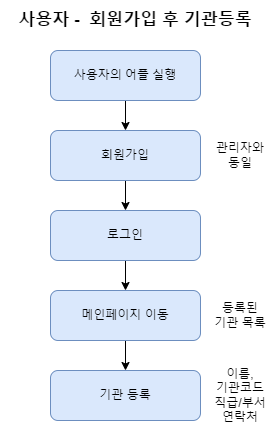 사용자 - 회원가입 후 기관등록
사용자의 어플 실행
회원가입
관리자와
동일
로그인
메인페이지 이동
등록된
기관 목록
기관 등록
이름,
기관코드
직급/부서
연락처